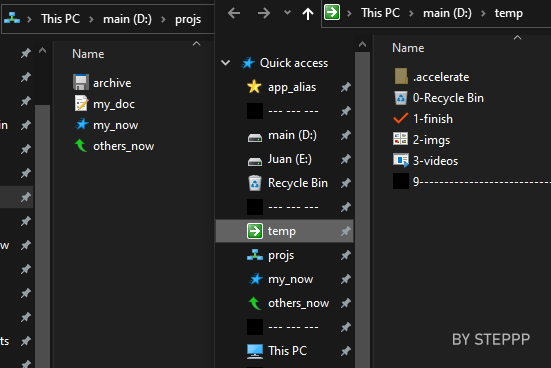 This PC > main (D:) > projs
Name
archive
my_doc
my_now
others_now
in
w
ts
This PC > main (D:) > temp
Quick access
app_alias
--- --- ---
main (D:)
Juan (E:)
Recycle Bin
--- --- ---
temp
projs
my_now
others_now
--- --- ---
This PC
Name
.accelerate
0-Recycle Bin
1-finish
2-imgs
3-videos
9----------------------------
BY STEPPP